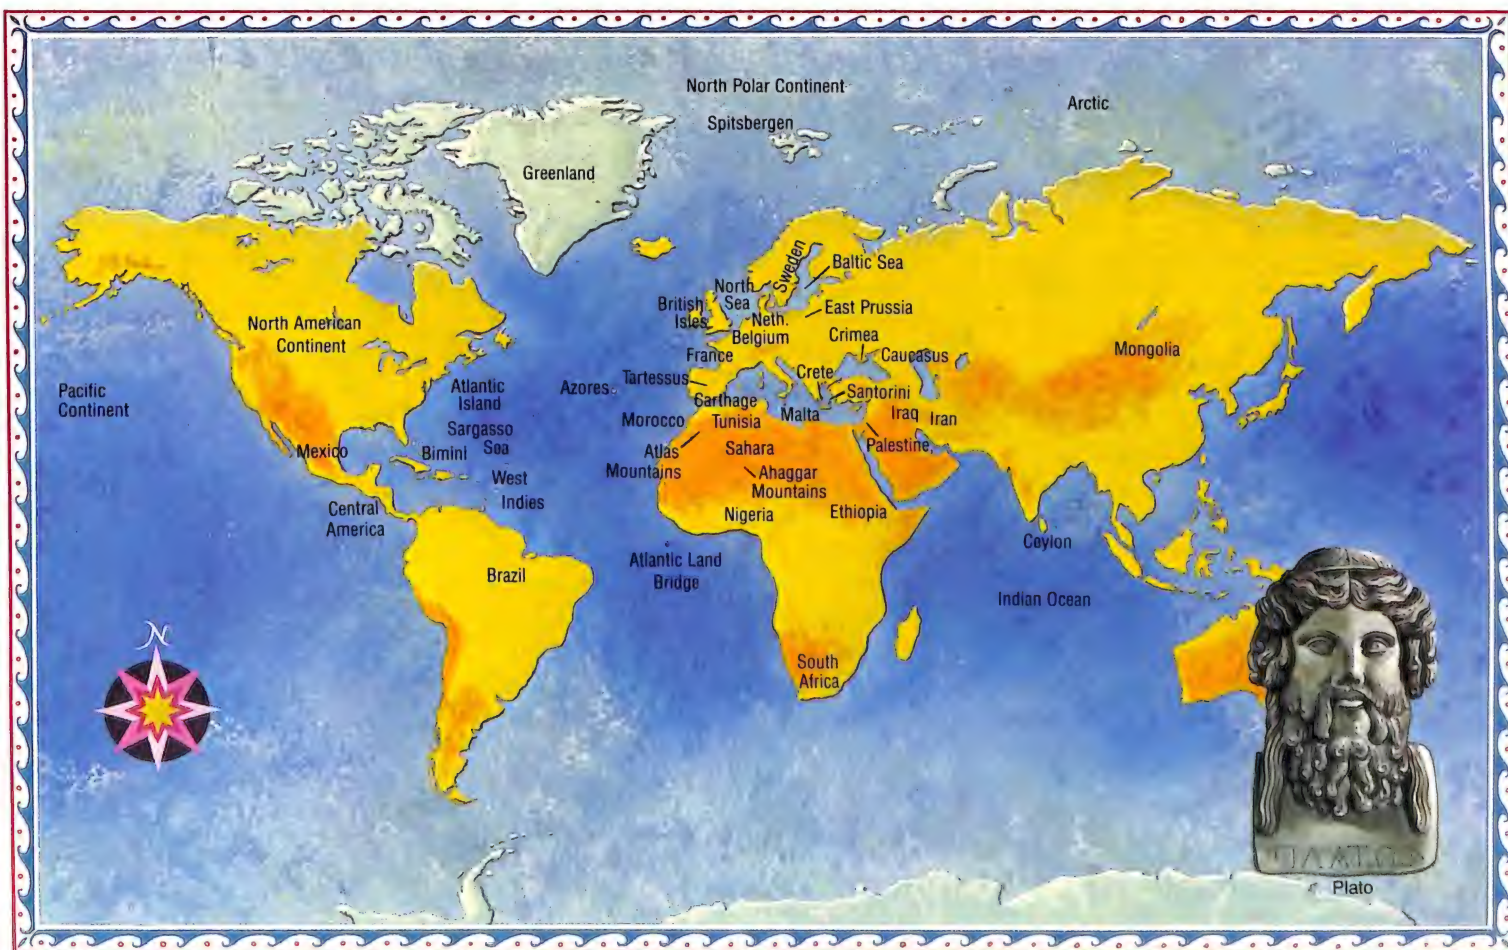 North Polar Continent
Arctic
Spitsbergen
Greenland
Sweden
Baltic Sea
North
Sea
British
Isles
East Prussia
Neth.
Belgium
North American
Continent
Crimea
Mongolia
France
Caucasus
Pacific
Continent
Atlantic
Island
Azores
Tartessus
Crete
Santorini
Carthage
Malta
Iraq
Iran
Morocco
Tunisia
Sargasso
Sea
Mexico
Bimini
Atlas
Mountains
Sahara
Palestine
West
Indies
Ahaggar
Mountains
Central
America
Nigeria
Ethiopia
Ceylon
Atlantic Land
Bridge
Brazil
Indian Ocean
N
South
Africa
Plato